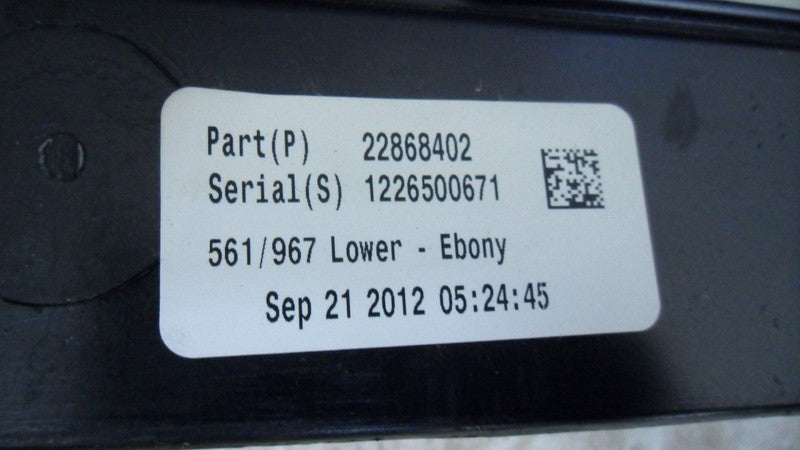 Part(P) 22868402
Serial(S) 1226500671
561/967 Lower - Ebony
Sep 21 2012 05:24:45